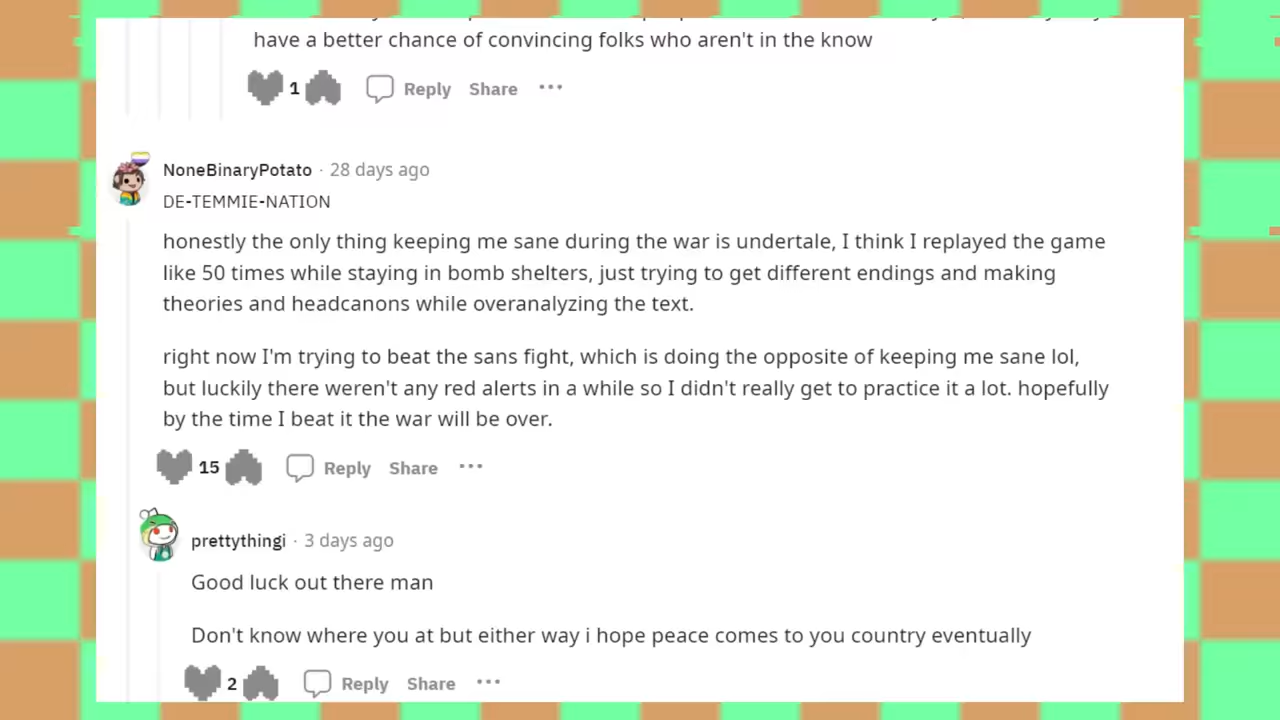 have a better chance of convincing folks who aren't in the know
1 Reply Share ···
NoneBinaryPotato · 28 days ago
DE-TEMMIE-NATION
honestly the only thing keeping me sane during the war is undertale, I think I replayed the game
like 50 times while staying in bomb shelters, just trying to get different endings and making
theories and headcanons while overanalyzing the text.
right now I'm trying to beat the sans fight, which is doing the opposite of keeping me sane lol,
but luckily there weren't any red alerts in a while so I didn't really get to practice it a lot. hopefully
by the time I beat it the war will be over.
15 Reply Share ···
prettythingi · 3 days ago
Good luck out there man
Don't know where you at but either way i hope peace comes to you country eventually
2 Reply Share ···